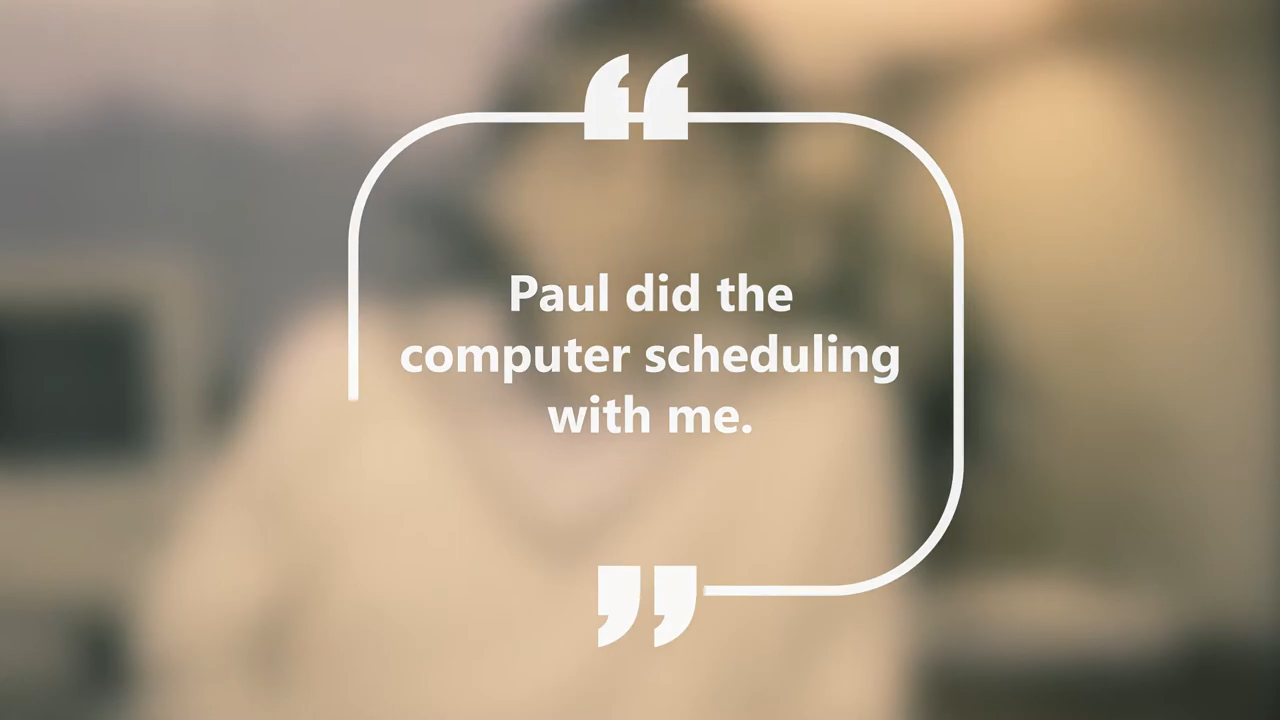 “
Paul did the
computer scheduling
with me.
”